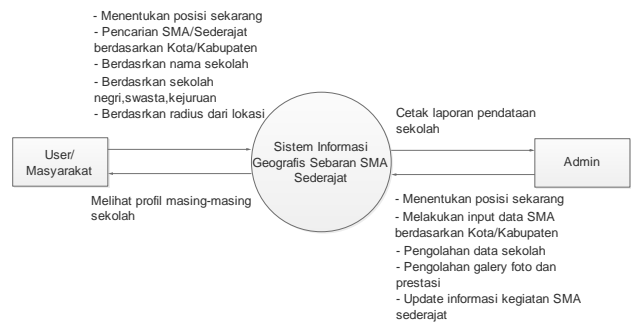 - Menentukan posisi sekarang
- Pencarian SMA/Sederajat
berdasarkan Kota/Kabupaten
- Berdasrkan nama sekolah
- Berdasrkan sekolah
negri,swasta,kejuruan
- Berdasrkan radius dari lokasi
User/
Masyarakat
Melihat profil masing-masing
sekolah
Sistem Informasi
Geografis Sebaran SMA
Sederajat
Cetak laporan pendataan
sekolah
Admin
- Menentukan posisi sekarang
- Melakukan input data SMA
berdasarkan Kota/Kabupaten
- Pengolahan data sekolah
- Pengolahan galery foto dan
prestasi
- Update informasi kegiatan SMA
sederajat